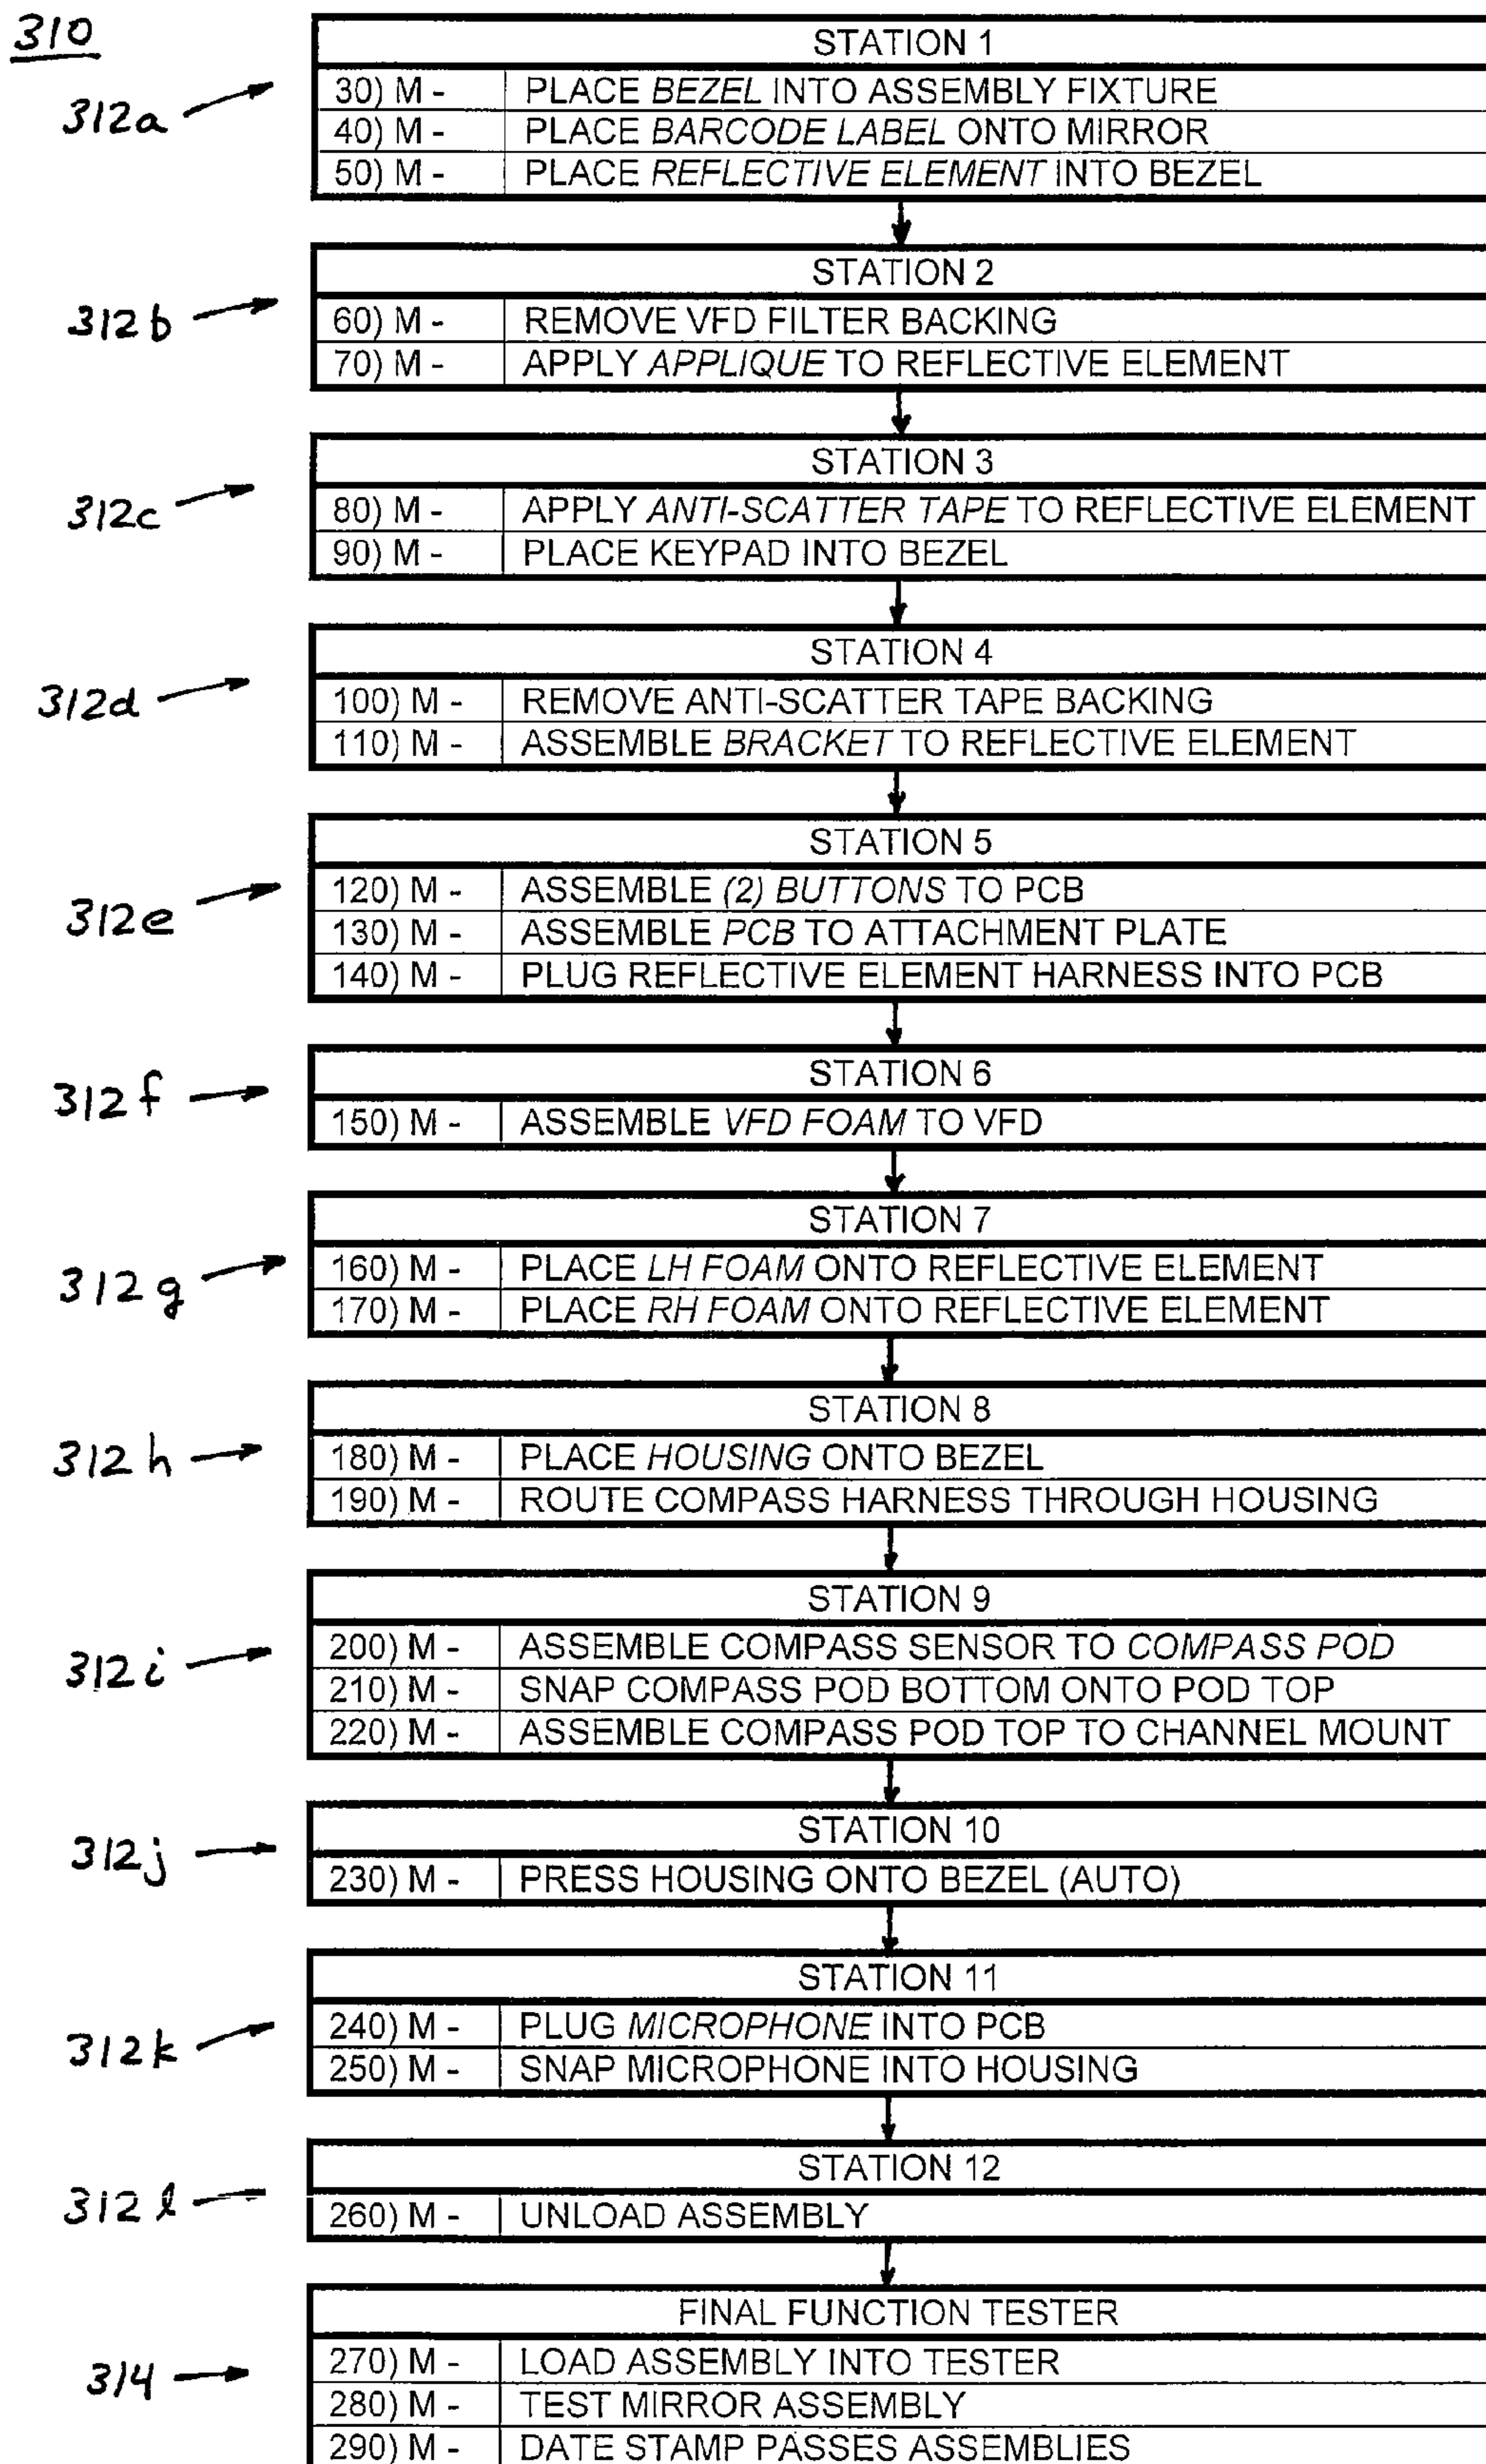 310
STATION 1
312a
30) M - PLACE BEZEL INTO ASSEMBLY FIXTURE
40) M - PLACE BARCODE LABEL ONTO MIRROR
50) M - PLACE REFLECTIVE ELEMENT INTO BEZEL
STATION 2
312b
60) M - REMOVE VFD FILTER BACKING
70) M - APPLY APPLIQUE TO REFLECTIVE ELEMENT
STATION 3
312c
80) M - APPLY ANTI-SCATTER TAPE TO REFLECTIVE ELEMENT
90) M - PLACE KEYPAD INTO BEZEL
STATION 4
312d
100) M - REMOVE ANTI-SCATTER TAPE BACKING
110) M - ASSEMBLE BRACKET TO REFLECTIVE ELEMENT
STATION 5
312e
120) M - ASSEMBLE (2) BUTTONS TO PCB
130) M - ASSEMBLE PCB TO ATTACHMENT PLATE
140) M - PLUG REFLECTIVE ELEMENT HARNESS INTO PCB
STATION 6
312f
150) M - ASSEMBLE VFD FOAM TO VFD
STATION 7
312g
160) M - PLACE LH FOAM ONTO REFLECTIVE ELEMENT
170) M - PLACE RH FOAM ONTO REFLECTIVE ELEMENT
STATION 8
312h
180) M - PLACE HOUSING ONTO BEZEL
190) M - ROUTE COMPASS HARNESS THROUGH HOUSING
STATION 9
312i
200) M - ASSEMBLE COMPASS SENSOR TO COMPASS POD
210) M - SNAP COMPASS POD BOTTOM ONTO POD TOP
220) M - ASSEMBLE COMPASS POD TOP TO CHANNEL MOUNT
STATION 10
312j
230) M - PRESS HOUSING ONTO BEZEL (AUTO)
STATION 11
312k
240) M - PLUG MICROPHONE INTO PCB
250) M - SNAP MICROPHONE INTO HOUSING
STATION 12
312l
260) M - UNLOAD ASSEMBLY
FINAL FUNCTION TESTER
314
270) M - LOAD ASSEMBLY INTO TESTER
280) M - TEST MIRROR ASSEMBLY
290) M - DATE STAMP PASSES ASSEMBLIES